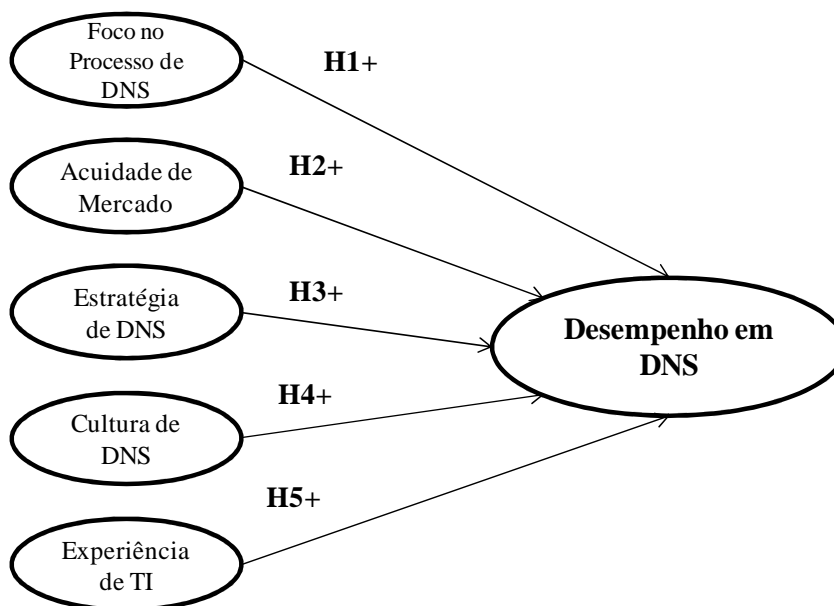 Foco no
Processo de
DNS
H1+
Acuidade de
Mercado
H2+
Estratégia
de DNS
H3+
Desempenho em
DNS
Cultura de
DNS
H4+
Experiência
de TI
H5+